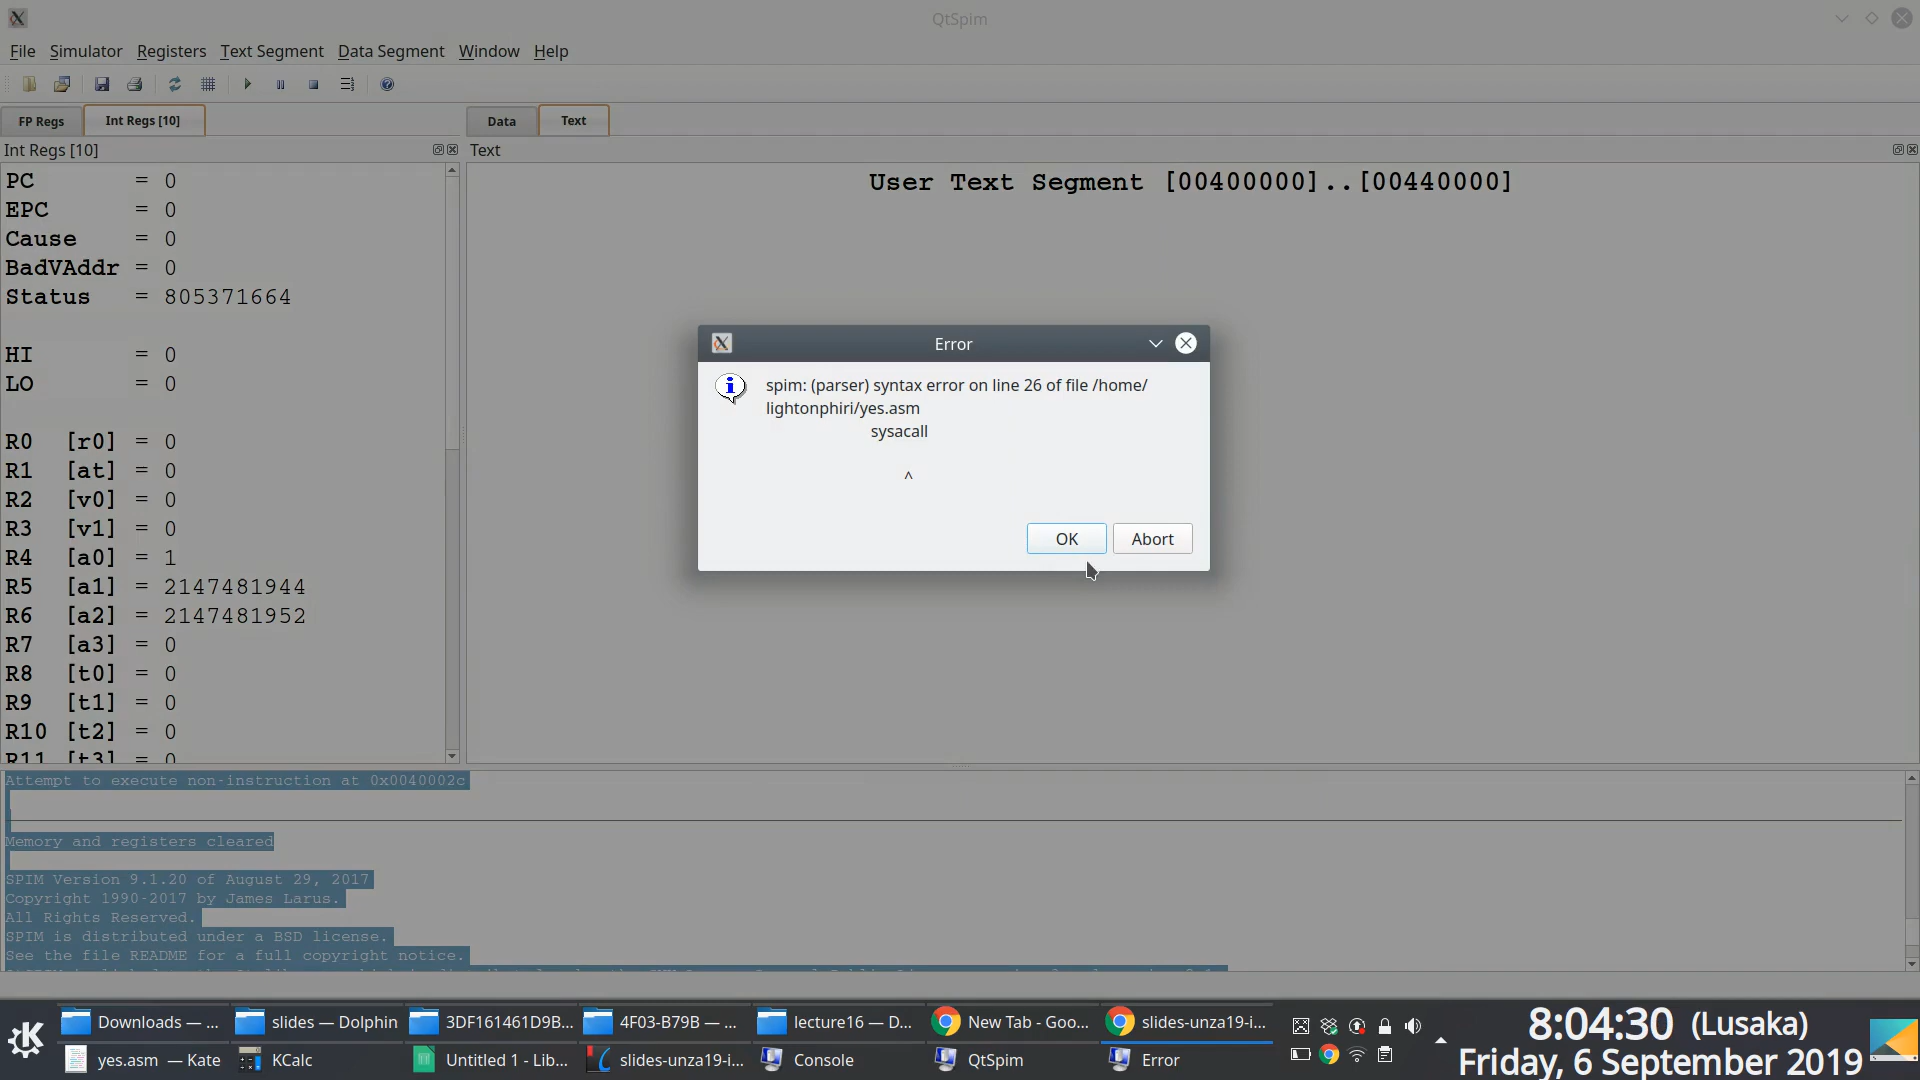 QtSpim
File Simulator Registers Text Segment Data Segment Window Help
FP Regs Int Regs [10] Data Text
Int Regs [10] Text
User Text Segment [00400000]..[00440000]
PC = 0
EPC = 0
Cause = 0
BadVAddr = 0
Status = 805371664
HI = 0
LO = 0
R0 [r0] = 0
R1 [at] = 0
R2 [v0] = 0
R3 [v1] = 0
R4 [a0] = 1
R5 [a1] = 2147481944
R6 [a2] = 2147481952
R7 [a3] = 0
R8 [t0] = 0
R9 [t1] = 0
R10 [t2] = 0
R11 [t3] = 0
Error
spim: (parser) syntax error on line 26 of file /home/
lightonphiri/yes.asm
sysacall
^
OK Abort
Attempt to execute non-instruction at 0x0040002c
Memory and registers cleared
SPIM Version 9.1.20 of August 29, 2017
Copyright 1990-2017 by James Larus.
All Rights Reserved.
SPIM is distributed under a BSD license.
See the file README for a full copyright notice.
Downloads — ... slides — Dolphin 3DF161461D9B... 4F03-B79B — ... lecture16 — D... New Tab - Goo... slides-unza19-i...
yes.asm — Kate KCalc Untitled 1 - Lib... slides-unza19-i... Console QtSpim Error
8:04:30 (Lusaka)
Friday, 6 September 2019